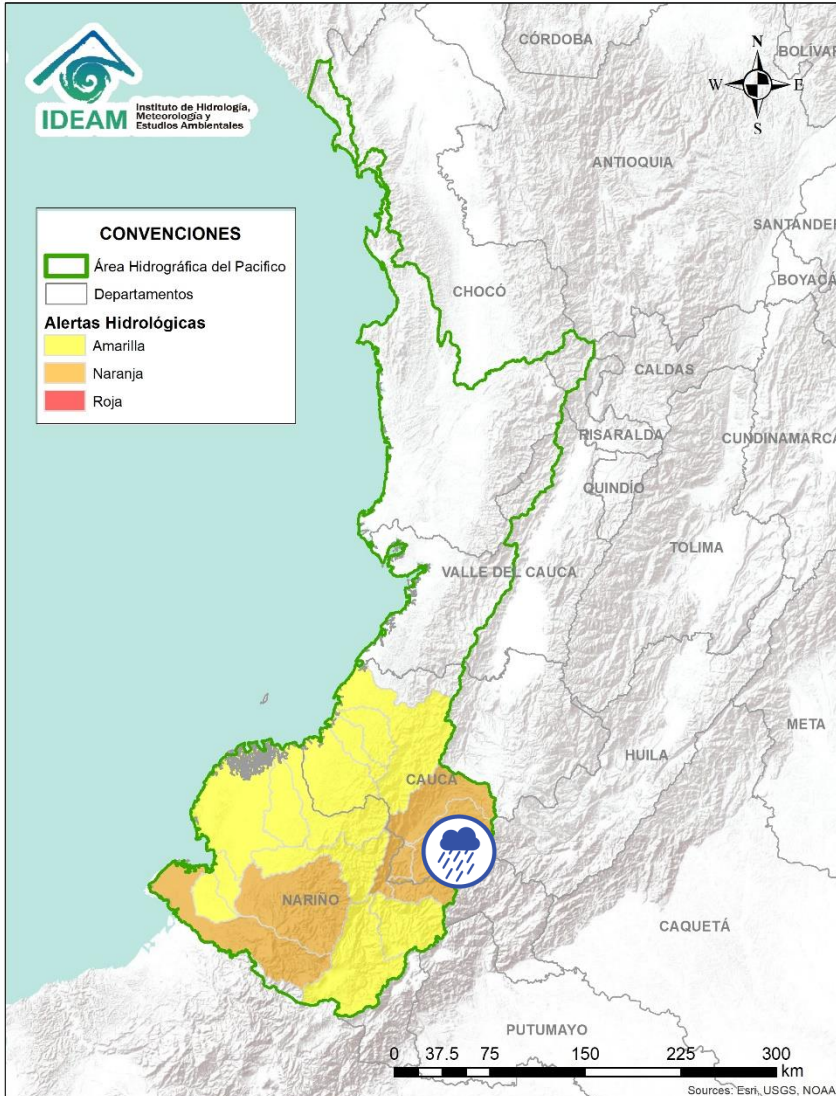 IDEAM
Instituto de Hidrología,
Meteorología y
Estudios Ambientales
CÓRDOBA
BOLÍVAR
N
W
E
S
ANTIOQUIA
SANTANDER
BOYACÁ
CONVENCIONES
Área Hidrográfica del Pacifico
Departamentos
Alertas Hidrológicas
Amarilla
Naranja
Roja
CHOCÓ
CALDAS
RISARALDA
CUNDINAMARCA
QUINDÍO
TOLIMA
VALLE DEL CAUCA
META
HUILA
CAUCA
NARIÑO
CAQUETÁ
PUTUMAYO
0 37.5 75 150 225 300
km
Sources: Esri, USGS, NOAA